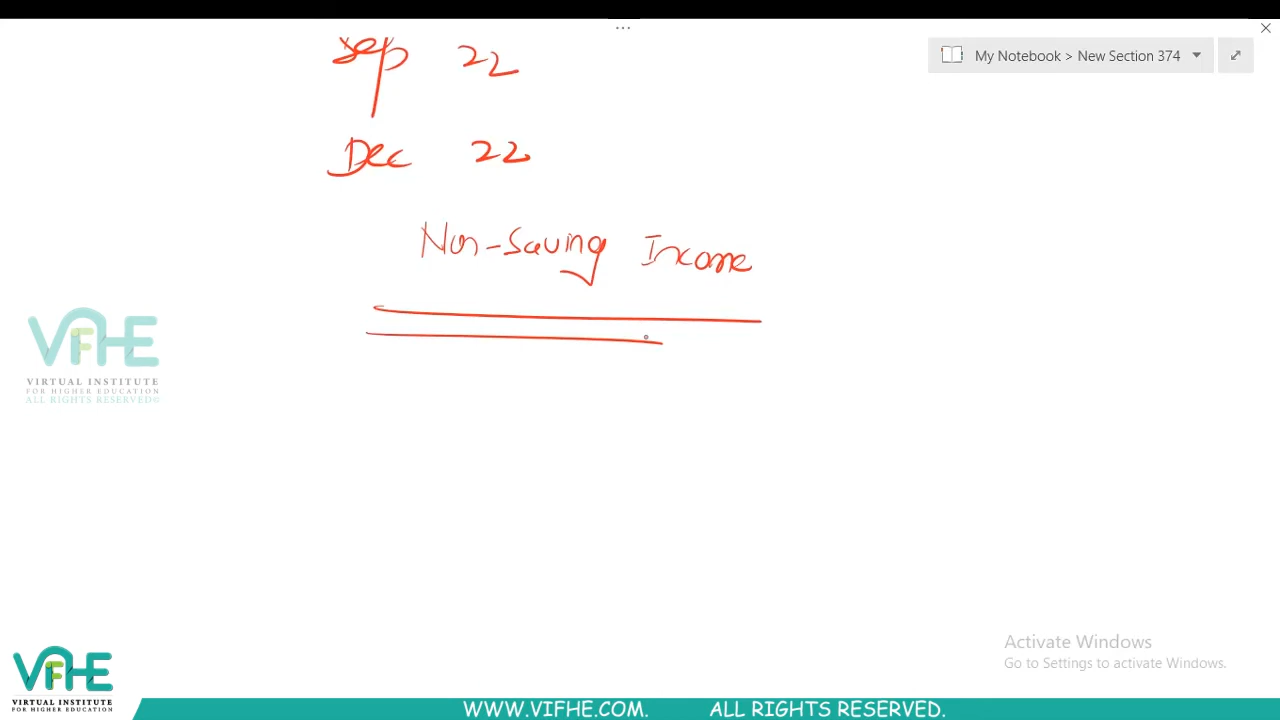 ...
My Notebook > New Section 374
Sep 22
Dec 22
Non-Saving Income
VIFHE
VIRTUAL INSTITUTE
FOR HIGHER EDUCATION
ALL RIGHTS RESERVED©
Activate Windows
Go to Settings to activate Windows.
VIFHE
VIRTUAL INSTITUTE
FOR HIGHER EDUCATION
WWW.VIFHE.COM. ALL RIGHTS RESERVED.